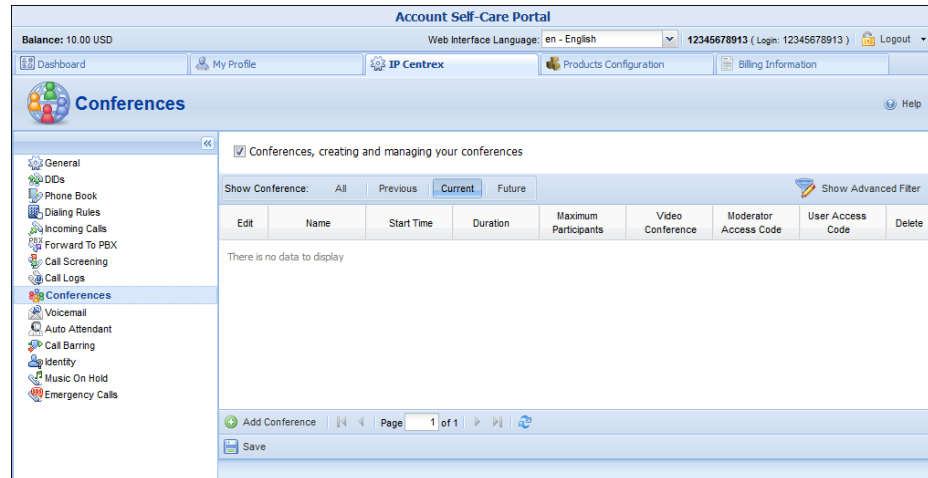 Account Self-Care Portal
Balance: 10.00 USD Web Interface Language: en - English 12345678913 ( Login: 12345678913 ) Logout
Dashboard My Profile IP Centrex Products Configuration Billing Information
Conferences Help
General
DIDs
Phone Book
Dialing Rules
Incoming Calls
PBX Forward To PBX
Call Screening
Call Logs
Conferences
Voicemail
Auto Attendant
Call Barring
Identity
Music On Hold
Emergency Calls
Conferences, creating and managing your conferences
Show Conference: All Previous Current Future Show Advanced Filter
Edit Name Start Time Duration Maximum Participants Video Conference Moderator Access Code User Access Code Delete
There is no data to display
Add Conference Page 1 of 1
Save